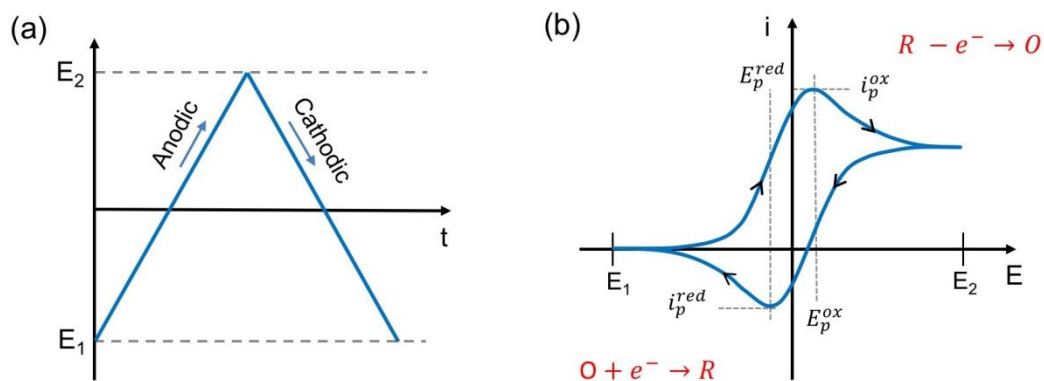 (a)
E₂
Anodic
Cathodic
t
E₁
(b)
i
R − e⁻ → O
E_p^{red}
i_p^{ox}
E₁
E₂
E
i_p^{red}
E_p^{ox}
O + e⁻ → R